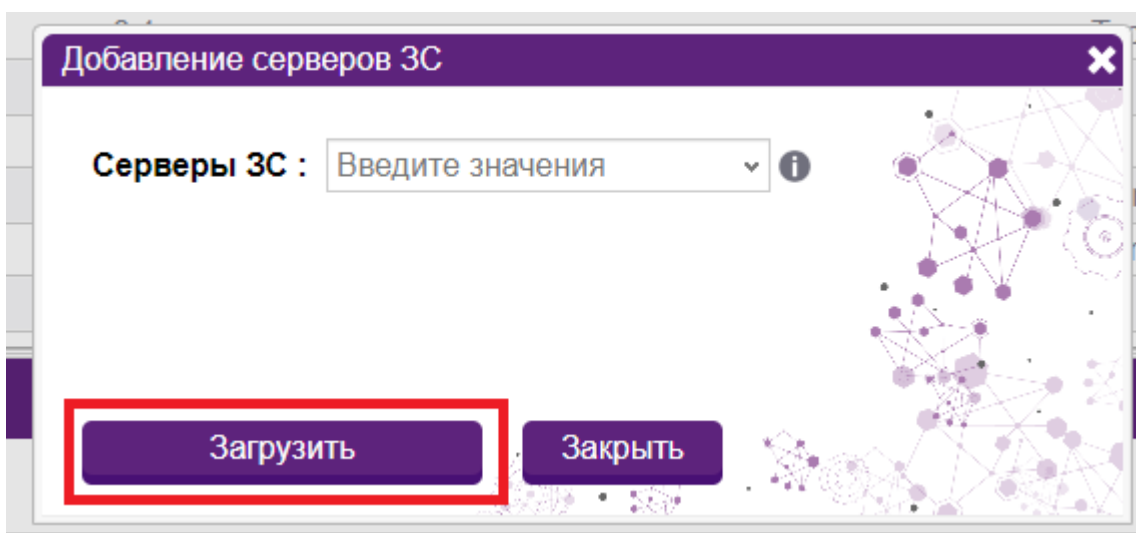 Добавление серверов ЗС
Серверы ЗС : Введите значения
Загрузить Закрыть